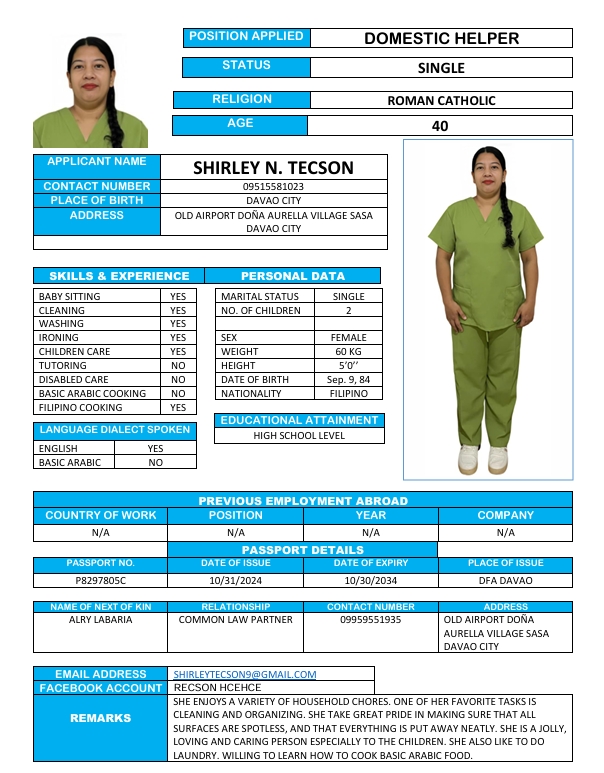 POSITION APPLIED DOMESTIC HELPER
STATUS SINGLE
RELIGION ROMAN CATHOLIC
AGE 40
APPLICANT NAME SHIRLEY N. TECSON
CONTACT NUMBER 09515581023
PLACE OF BIRTH DAVAO CITY
ADDRESS OLD AIRPORT DOÑA AURELLA VILLAGE SASA
DAVAO CITY
SKILLS & EXPERIENCE
BABY SITTING YES
CLEANING YES
WASHING YES
IRONING YES
CHILDREN CARE YES
TUTORING NO
DISABLED CARE NO
BASIC ARABIC COOKING NO
FILIPINO COOKING YES
LANGUAGE DIALECT SPOKEN
ENGLISH YES
BASIC ARABIC NO
PERSONAL DATA
MARITAL STATUS SINGLE
NO. OF CHILDREN 2
SEX FEMALE
WEIGHT 60 KG
HEIGHT 5'0''
DATE OF BIRTH Sep. 9, 84
NATIONALITY FILIPINO
EDUCATIONAL ATTAINMENT
HIGH SCHOOL LEVEL
PREVIOUS EMPLOYMENT ABROAD
COUNTRY OF WORK POSITION YEAR COMPANY
N/A N/A N/A N/A
PASSPORT DETAILS
PASSPORT NO. DATE OF ISSUE DATE OF EXPIRY PLACE OF ISSUE
P8297805C 10/31/2024 10/30/2034 DFA DAVAO
NAME OF NEXT OF KIN RELATIONSHIP CONTACT NUMBER ADDRESS
ALRY LABARIA COMMON LAW PARTNER 09959551935 OLD AIRPORT DOÑA
AURELLA VILLAGE SASA
DAVAO CITY
EMAIL ADDRESS SHIRLEYTECSON9@GMAIL.COM
FACEBOOK ACCOUNT RECSON HCEHCE
REMARKS
SHE ENJOYS A VARIETY OF HOUSEHOLD CHORES. ONE OF HER FAVORITE TASKS IS
CLEANING AND ORGANIZING. SHE TAKE GREAT PRIDE IN MAKING SURE THAT ALL
SURFACES ARE SPOTLESS, AND THAT EVERYTHING IS PUT AWAY NEATLY. SHE IS A JOLLY,
LOVING AND CARING PERSON ESPECIALLY TO THE CHILDREN. SHE ALSO LIKE TO DO
LAUNDRY. WILLING TO LEARN HOW TO COOK BASIC ARABIC FOOD.